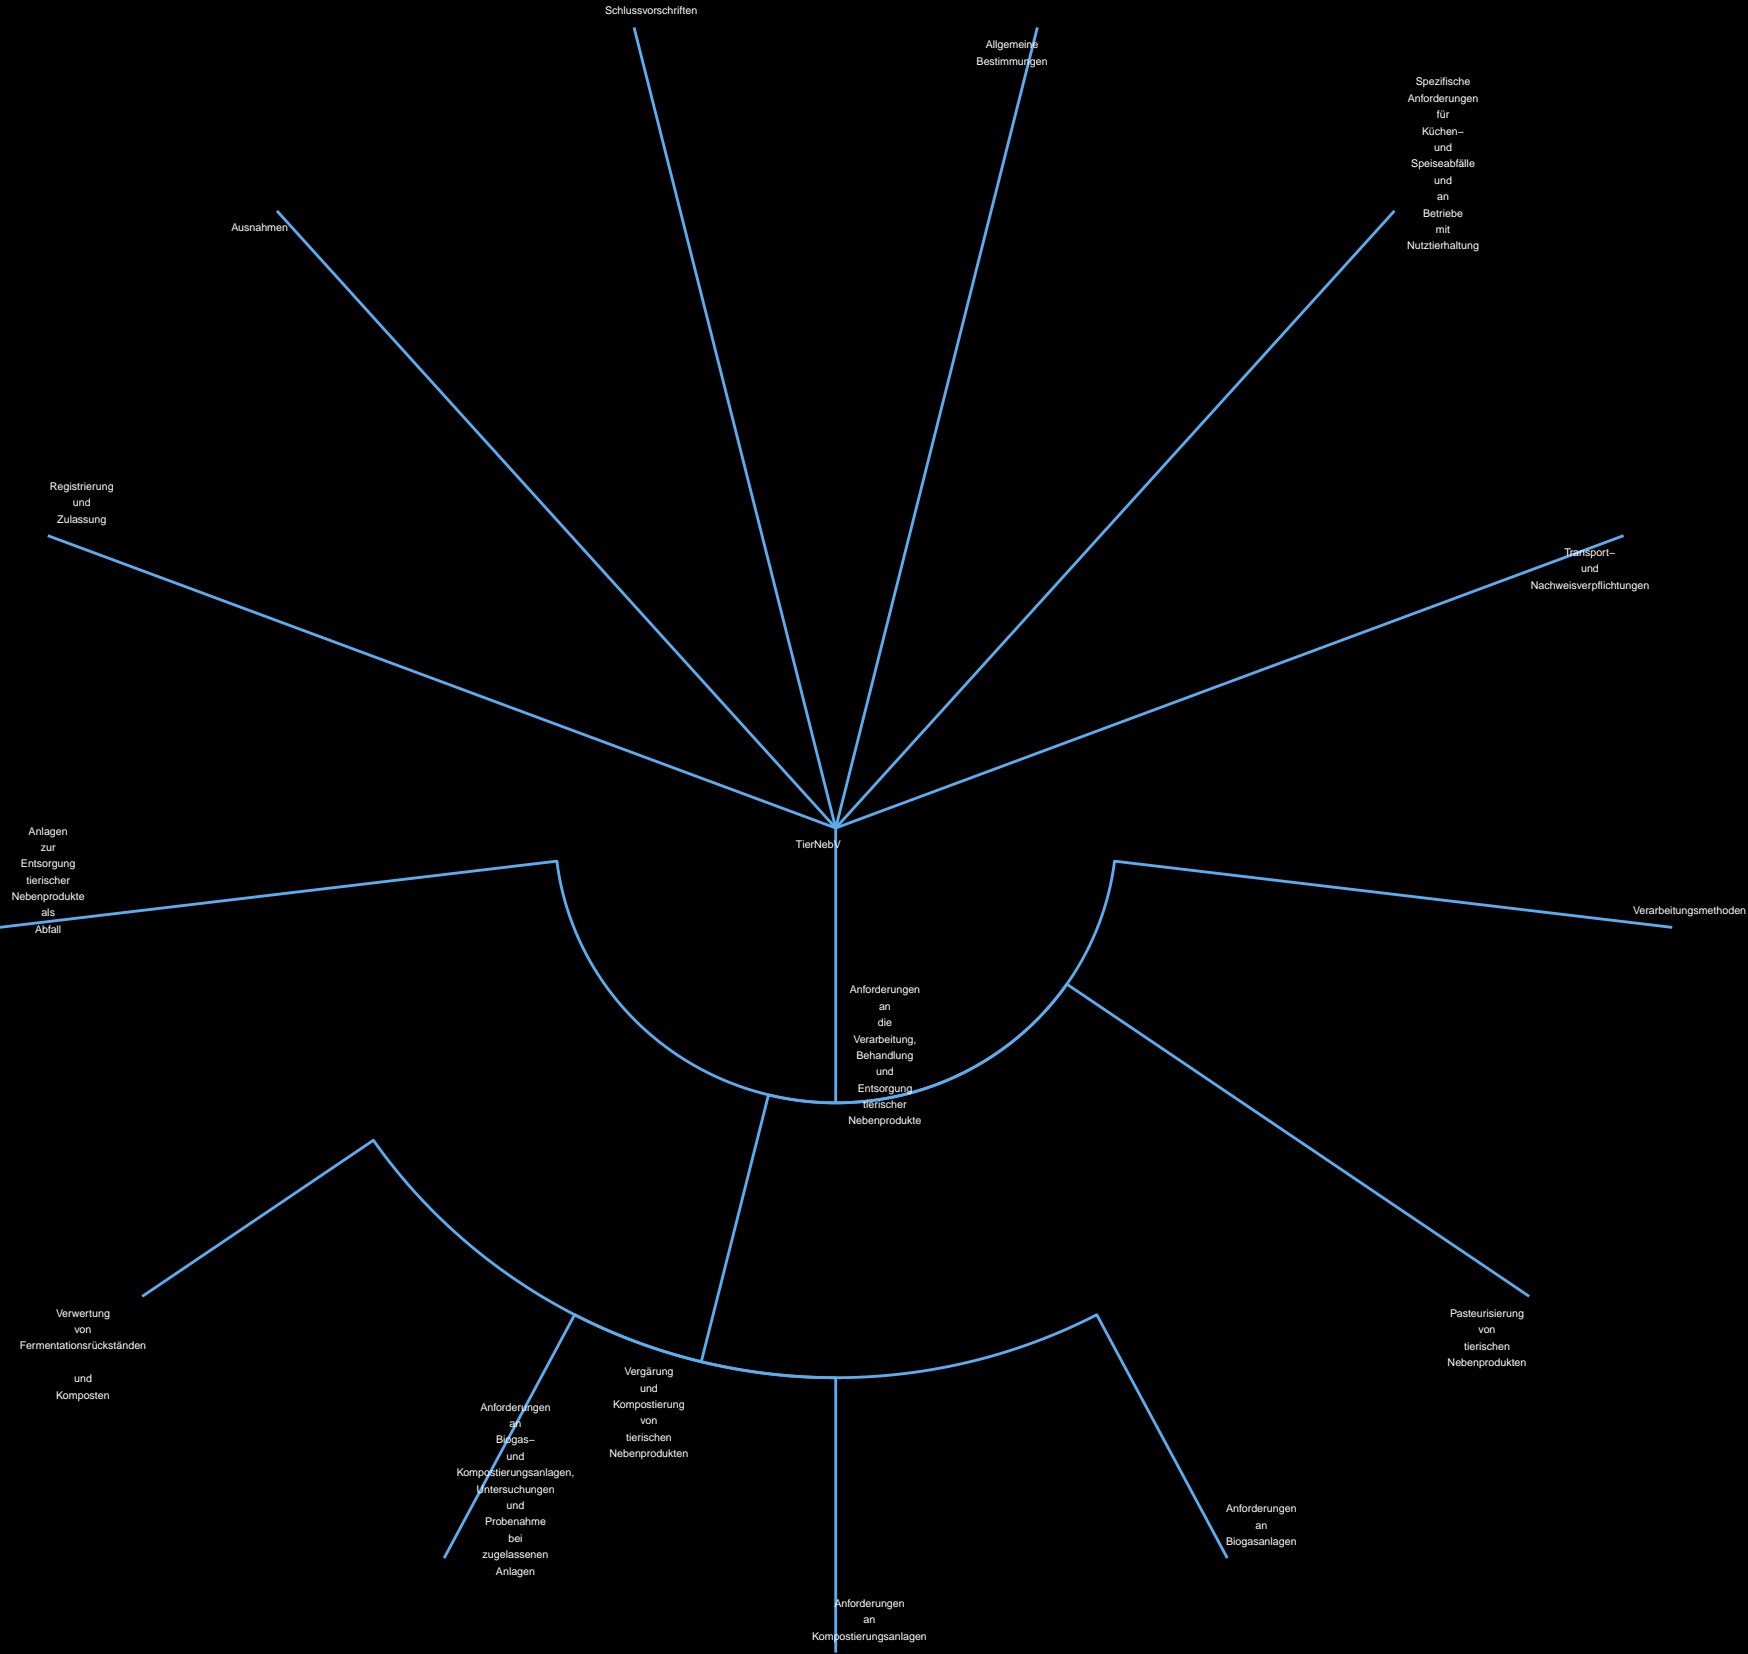 Schlussvorschriften
Allgemeine
Bestimmungen
Spezifische
Anforderungen
für
Küchen–
und
Speiseabfälle
und
an
Betriebe
mit
Nutztierhaltung
Ausnahmen
Registrierung
und
Zulassung
Transport–
und
Nachweisverpflichtungen
TierNebV
Anlagen
zur
Entsorgung
tierischer
Nebenprodukte
als
Abfall
Verarbeitungsmethoden
Anforderungen
an
die
Verarbeitung,
Behandlung
und
Entsorgung
tierischer
Nebenprodukte
Verwertung
von
Fermentationsrückständen
und
Komposten
Pasteurisierung
von
tierischen
Nebenprodukten
Vergärung
und
Kompostierung
von
tierischen
Nebenprodukten
Anforderungen
an
Biogas–
und
Kompostierungsanlagen,
Untersuchungen
und
Probenahme
bei
zugelassenen
Anlagen
Anforderungen
an
Biogasanlagen
Anforderungen
an
Kompostierungsanlagen